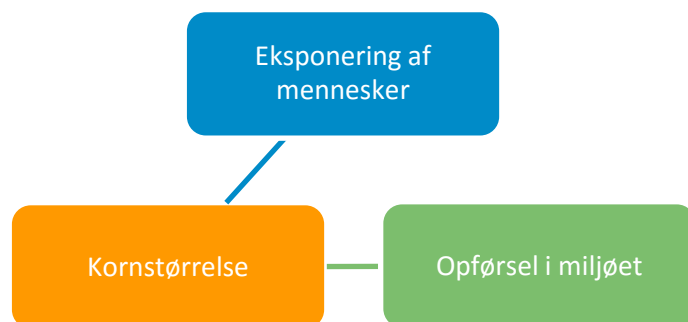 Eksponering af
mennesker
Kornstørrelse
Opførsel i miljøet